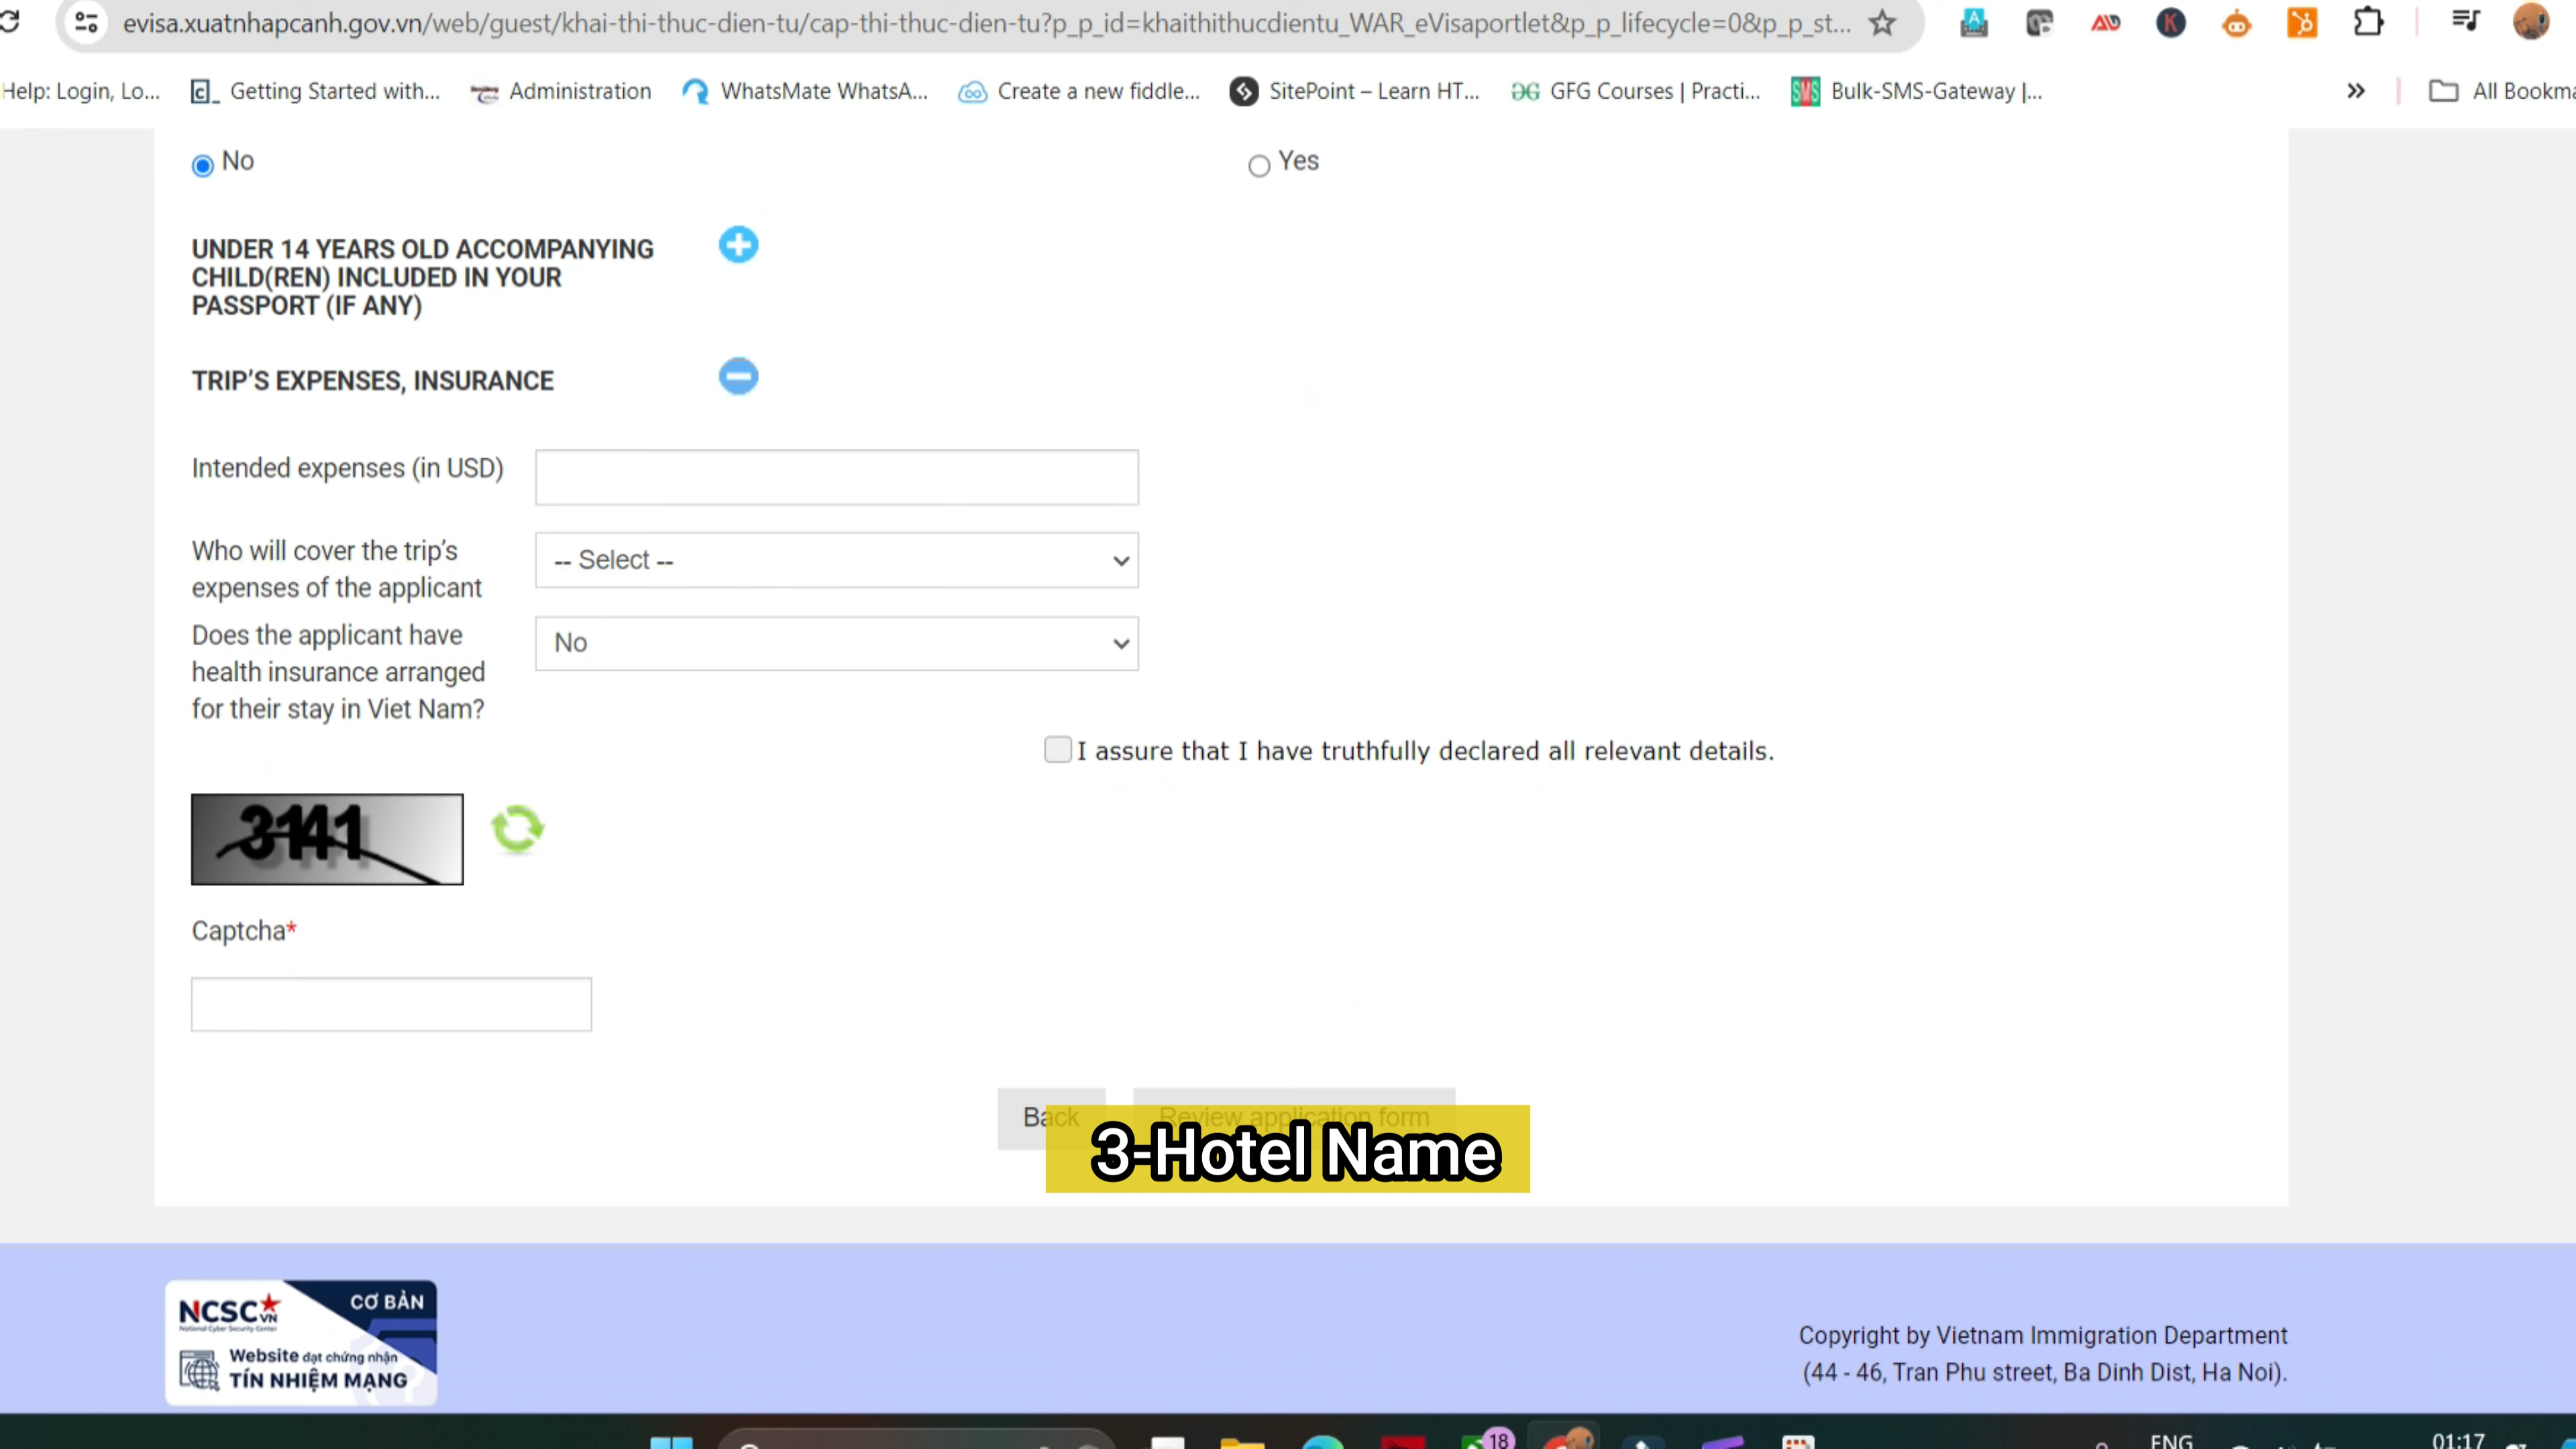 evisa.xuatnhapcanh.gov.vn/web/guest/khai-thi-thuc-dien-tu/cap-thi-thuc-dien-tu?p_p_id=khaithithucdientu_WAR_eVisaportlet&p_p_lifecycle=0&p_p_st...
Help: Login, Lo... Getting Started with... Administration WhatsMate WhatsA... Create a new fiddle... SitePoint – Learn HT... GFG Courses | Practi... SMS Bulk-SMS-Gateway |... » All Bookma
No Yes
UNDER 14 YEARS OLD ACCOMPANYING
CHILD(REN) INCLUDED IN YOUR
PASSPORT (IF ANY)
TRIP’S EXPENSES, INSURANCE
Intended expenses (in USD)
Who will cover the trip’s
expenses of the applicant
-- Select --
Does the applicant have
health insurance arranged
for their stay in Viet Nam?
No
I assure that I have truthfully declared all relevant details.
3141
Captcha*
Back Review application form
3-Hotel Name
NCSC VN CƠ BẢN
National Cyber Security Center
Website đạt chứng nhận
TÍN NHIỆM MẠNG
Copyright by Vietnam Immigration Department
(44 - 46, Tran Phu street, Ba Dinh Dist, Ha Noi).
18 ENG 01:17